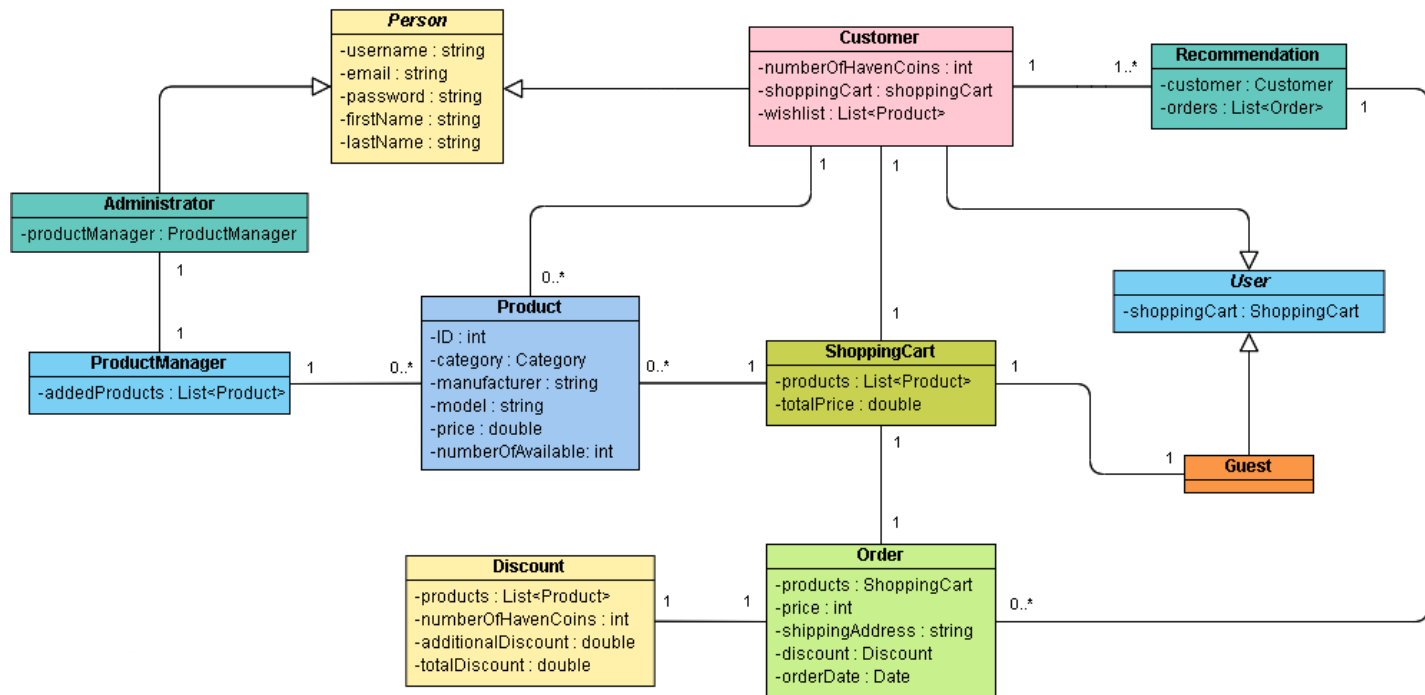 Person
-username : string
-email : string
-password : string
-firstName : string
-lastName : string
Customer
-numberOfHavenCoins : int
-shoppingCart : shoppingCart
-wishlist : List<Product>
1
1..*
Recommendation
-customer : Customer
-orders : List<Order>
1
1
1
1
Administrator
-productManager : ProductManager
1
1
0..*
1
User
-shoppingCart : ShoppingCart
ProductManager
-addedProducts : List<Product>
1
0..*
Product
-ID : int
-category : Category
-manufacturer : string
-model : string
-price : double
-numberOfAvailable: int
0..*
1
ShoppingCart
-products : List<Product>
-totalPrice : double
1
1
Guest
1
1
Discount
-products : List<Product>
-numberOfHavenCoins : int
-additionalDiscount : double
-totalDiscount : double
1
1
Order
-products : ShoppingCart
-price : int
-shippingAddress : string
-discount : Discount
-orderDate : Date
0..*